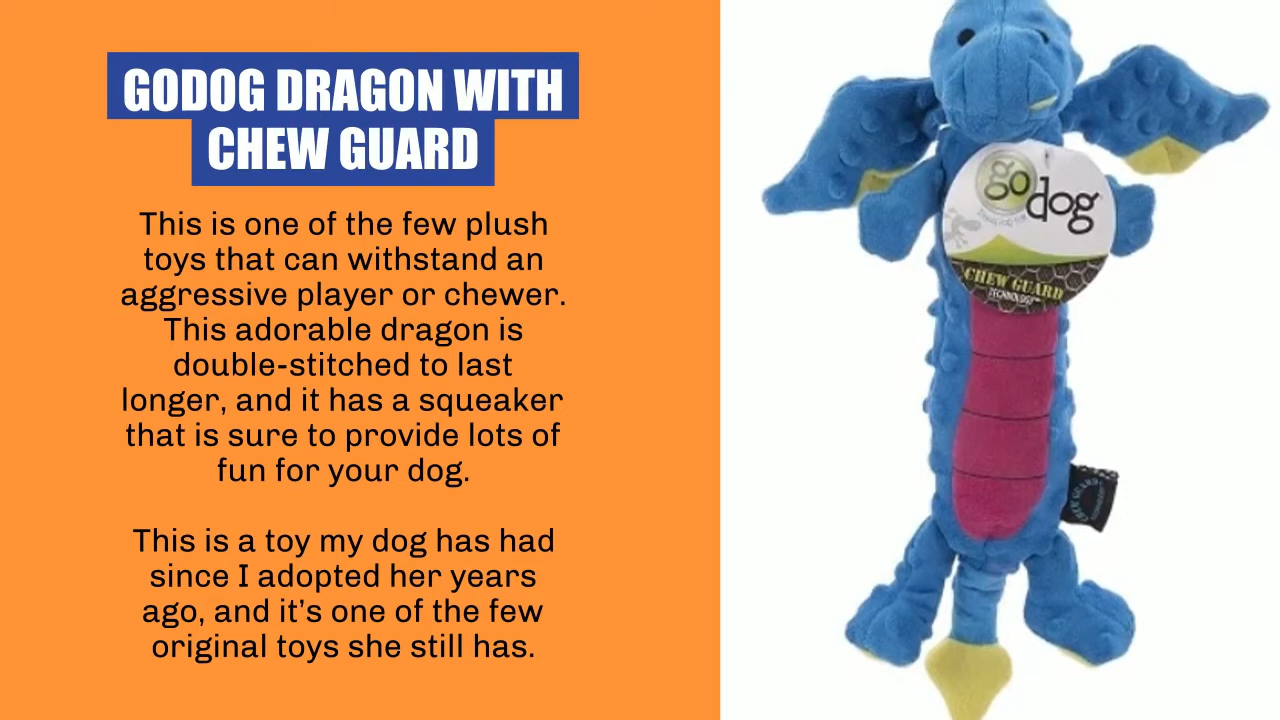 GODOG DRAGON WITH
CHEW GUARD
This is one of the few plush
toys that can withstand an
aggressive player or chewer.
This adorable dragon is
double-stitched to last
longer, and it has a squeaker
that is sure to provide lots of
fun for your dog.
This is a toy my dog has had
since I adopted her years
ago, and it’s one of the few
original toys she still has.
go
dog
CHEW GUARD
TECHNOLOGY
CHEW GUARD